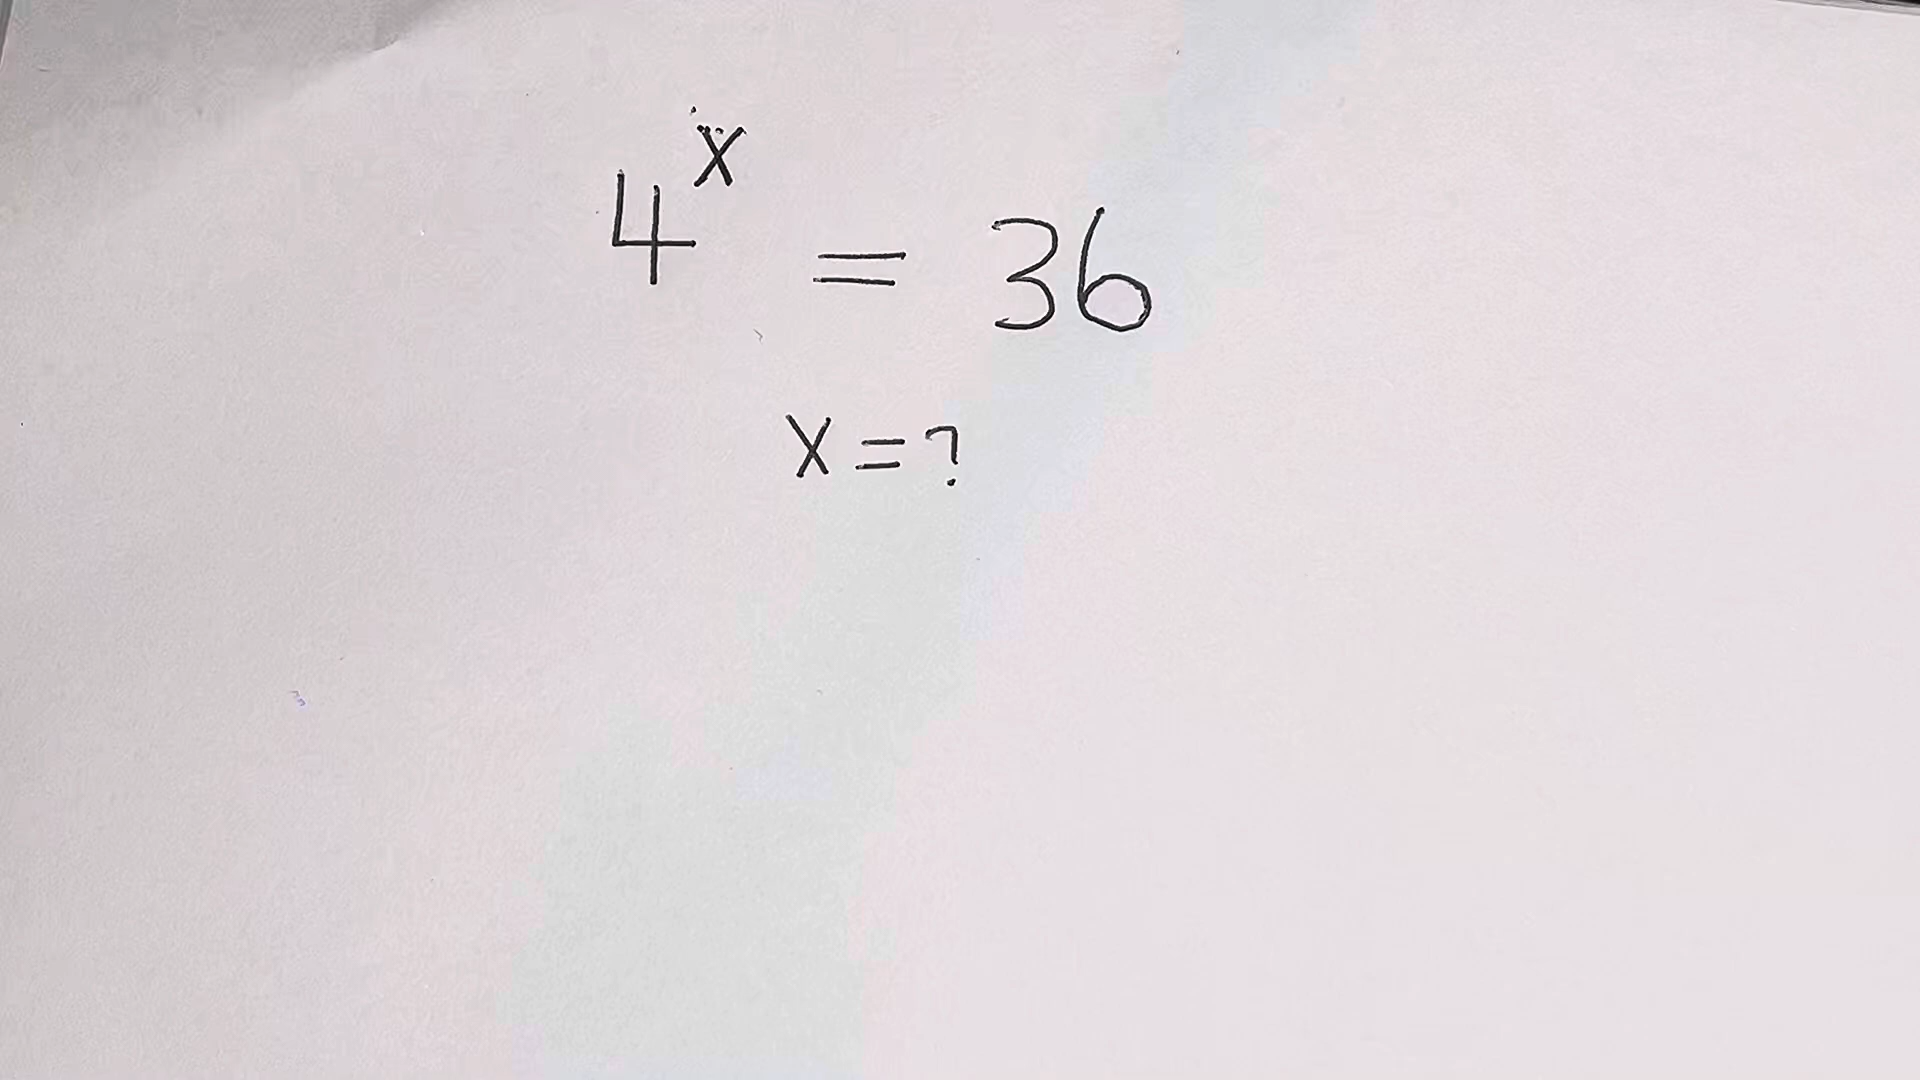 4^x = 36
x = ?